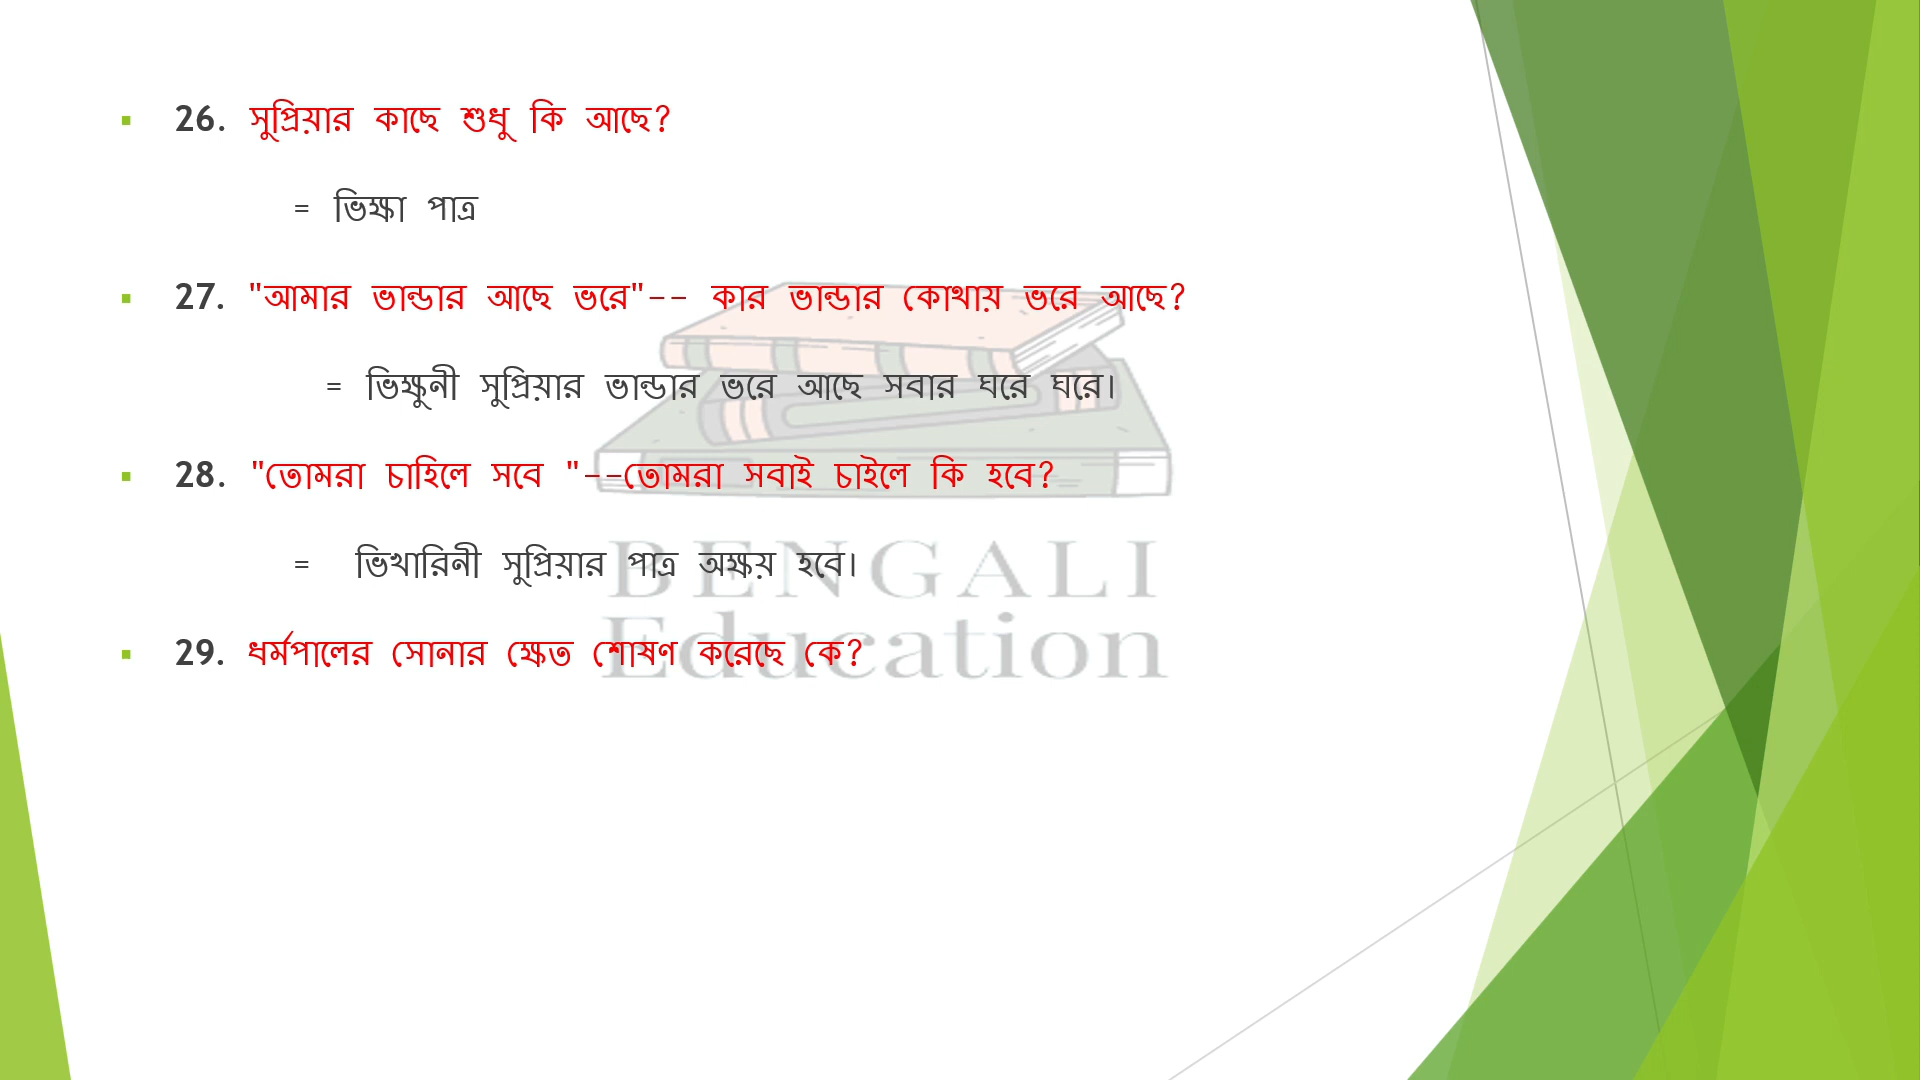 26. সুপ্রিয়ার কাছে শুধু কি আছে?
= ভিক্ষা পাত্র
27. "আমার ভান্ডার আছে ভরে"-- কার ভান্ডার কোথায় ভরে আছে?
= ভিক্ষুনী সুপ্রিয়ার ভান্ডার ভরে আছে সবার ঘরে ঘরে।
28. "তোমরা চাহিলে সবে "--তোমরা সবাই চাইলে কি হবে?
= ভিখারিনী সুপ্রিয়ার পাত্র অক্ষয় হবে।
BENGALI
Education
29. ধর্মপালের সোনার ক্ষেত শোষণ করেছে কে?